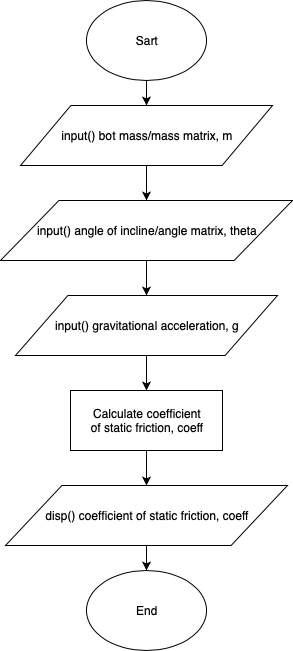 Sart
input() bot mass/mass matrix, m
input() angle of incline/angle matrix, theta
input() gravitational acceleration, g
Calculate coefficient
of static friction, coeff
disp() coefficient of static friction, coeff
End